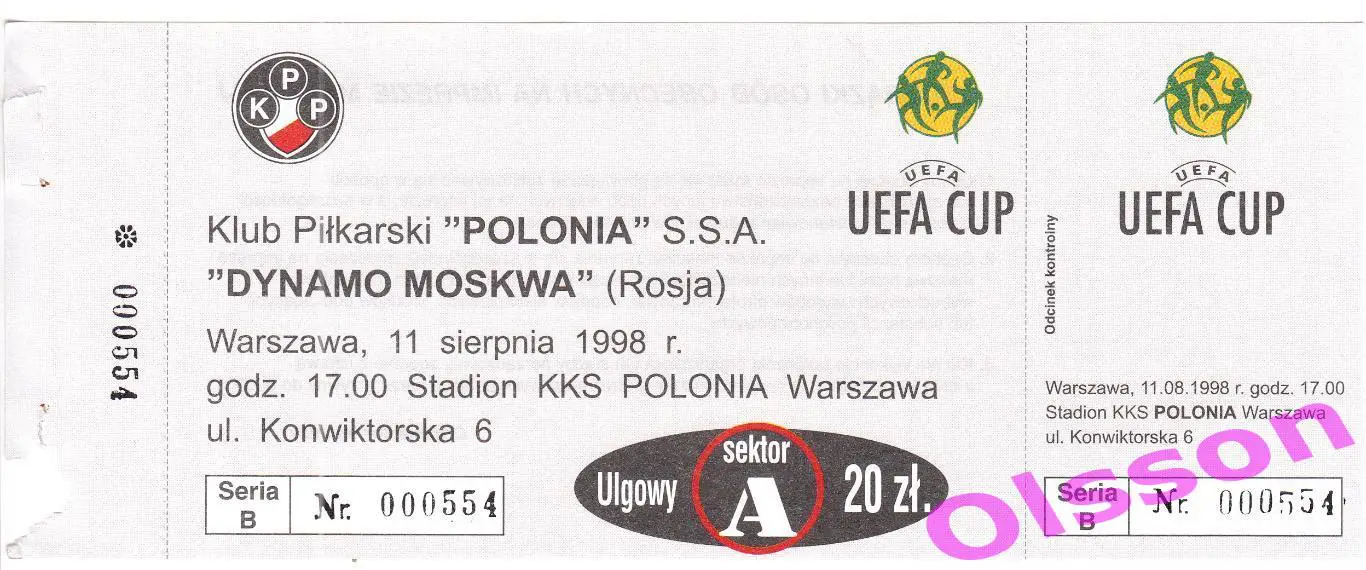 ✲ 000554
P
K P
Klub Piłkarski "POLONIA" S.S.A.
"DYNAMO MOSKWA" (Rosja)
Warszawa, 11 sierpnia 1998 r.
godz. 17.00 Stadion KKS POLONIA Warszawa
ul. Konwiktorska 6
Seria
B
Nr. 000554
Ulgowy
sektor
A
20 zł.
UEFA
UEFA CUP
Odcinek kontrolny
UEFA
UEFA CUP
Warszawa, 11.08.1998 r. godz. 17.00
Stadion KKS POLONIA Warszawa
ul. Konwiktorska 6
Seria
B
Nr. 000554
Olsson